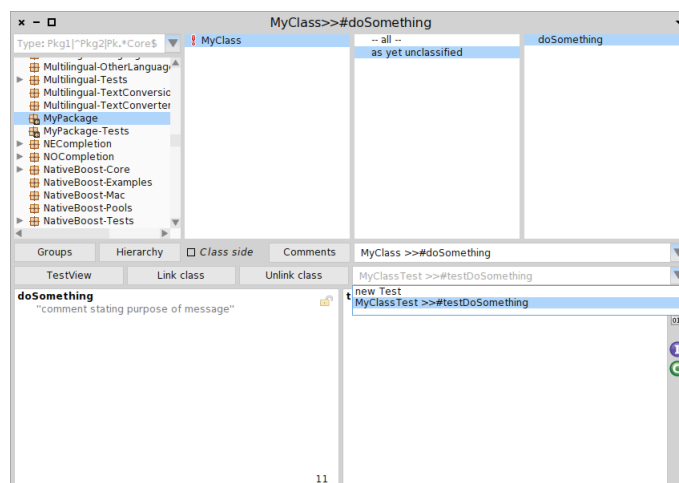 MyClass>>#doSomething
Type: Pkg1|^Pkg2|Pk.*Core$
Multilingual-OtherLanguage
Multilingual-Tests
Multilingual-TextConversio
Multilingual-TextConverter
MyPackage
MyPackage-Tests
NECompletion
NOCompletion
NativeBoost-Core
NativeBoost-Examples
NativeBoost-Mac
NativeBoost-Pools
NativeBoost-Tests
MyClass
-- all --
as yet unclassified
doSomething
Groups
Hierarchy
Class side
Comments
MyClass >>#doSomething
TestView
Link class
Unlink class
MyClassTest >>#testDoSomething
new Test
MyClassTest >>#testDoSomething
doSomething
"comment stating purpose of message"
t
11